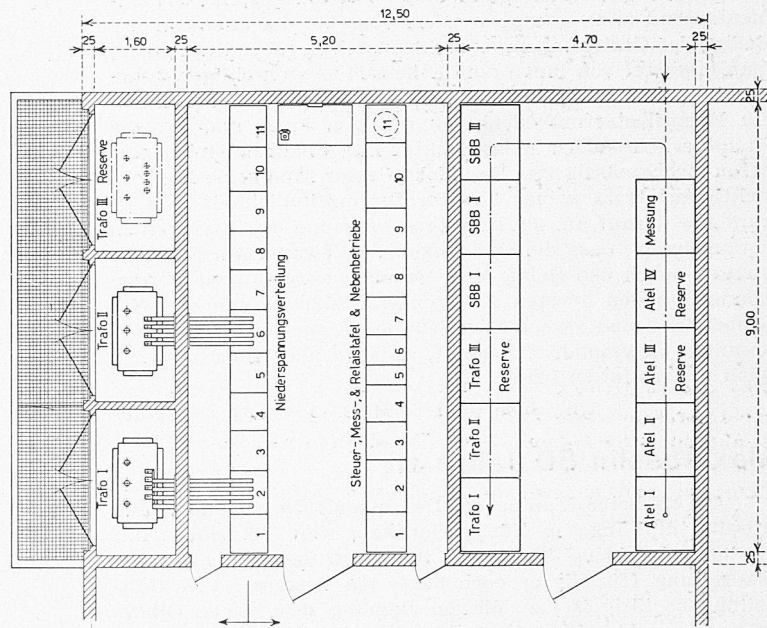 12,50
25 1,60 25 5,20 25 4,70 25
Trafo III Reserve
Trafo II
Trafo I
11
10
9
8
7
6
5
4
3
2
1
Niederspannungsverteilung
Steuer-, Mess-, & Relaistafel & Nebenbetriebe
11
10
9
8
7
6
5
4
3
2
1
SBB III
SBB II
SBB I
Trafo III
Reserve
Trafo II
Trafo I
Messung
Atel IV
Reserve
Atel III
Reserve
Atel II
Atel I
25
9,00
25